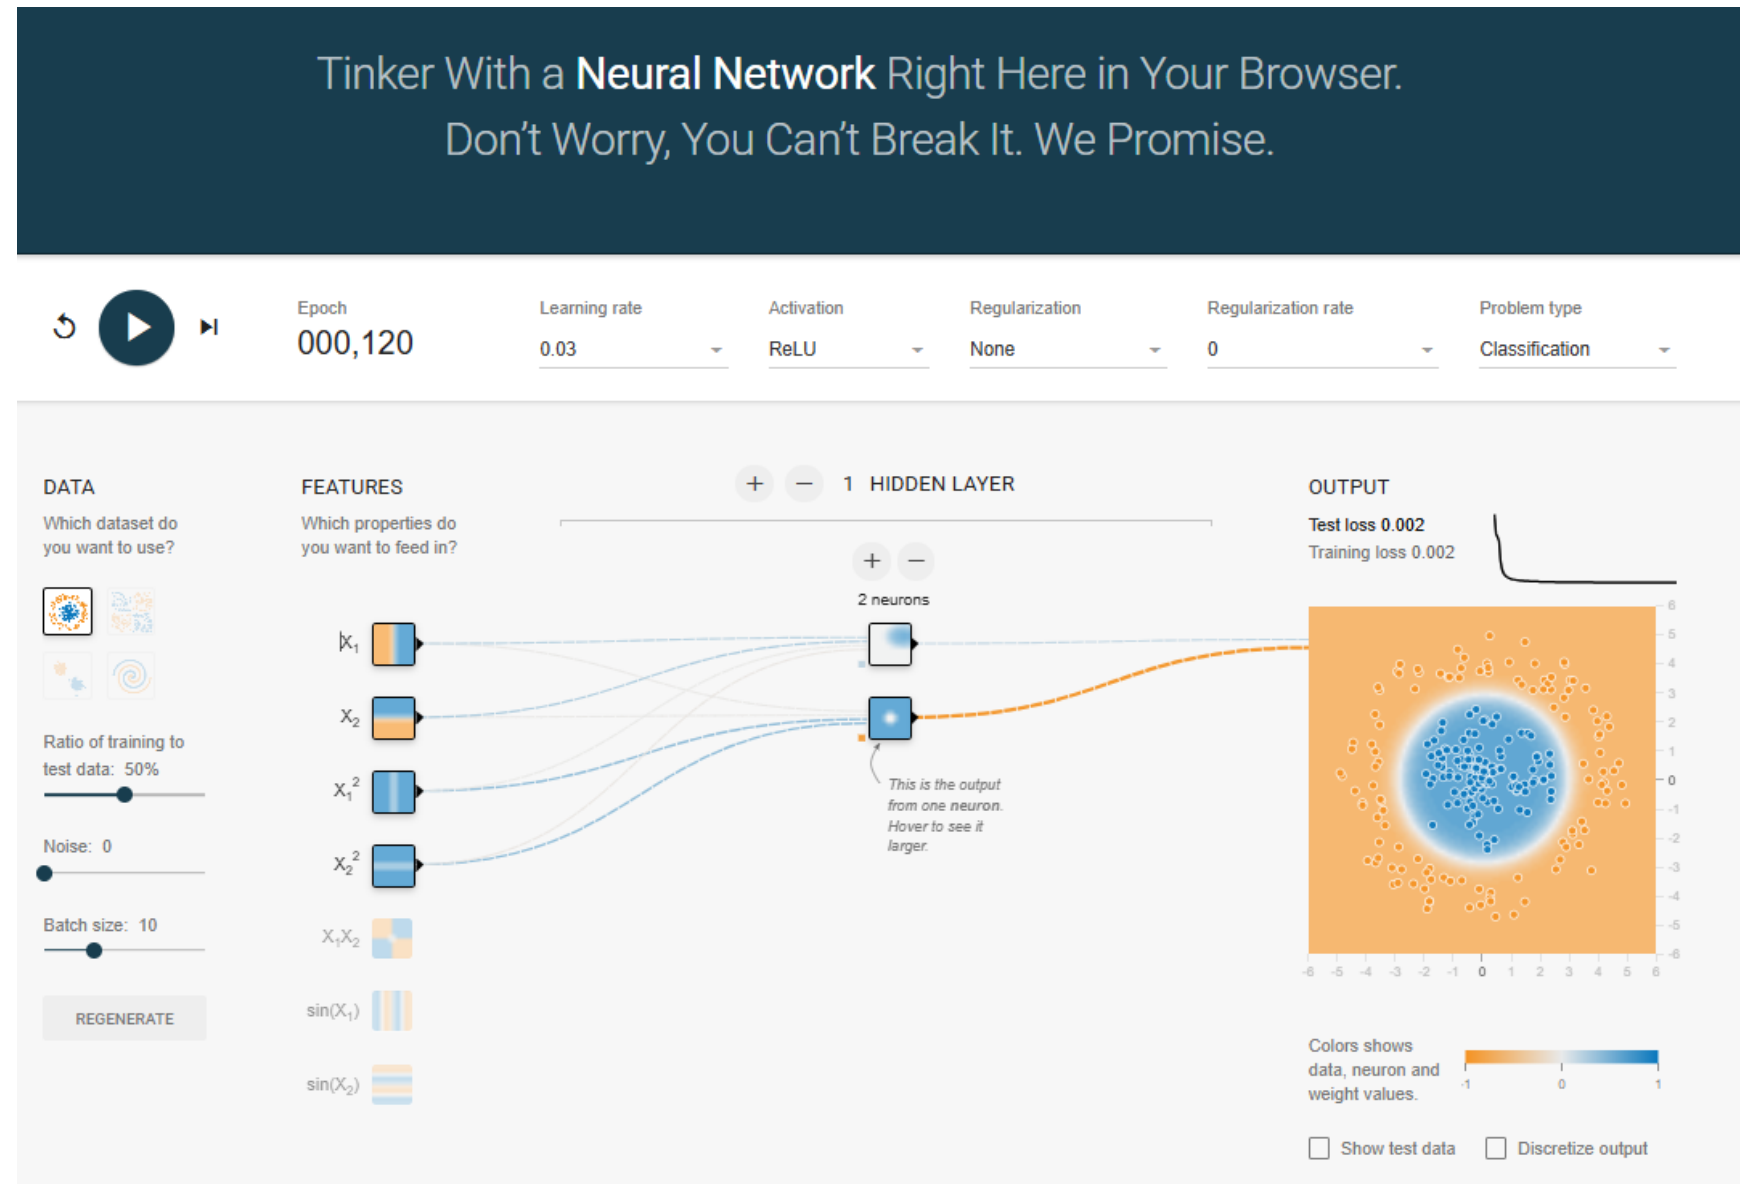 Tinker With a Neural Network Right Here in Your Browser.
Don't Worry, You Can't Break It. We Promise.
Epoch
000,120
Learning rate
0.03
Activation
ReLU
Regularization
None
Regularization rate
0
Problem type
Classification
DATA
Which dataset do
you want to use?
Ratio of training to
test data: 50%
Noise: 0
Batch size: 10
REGENERATE
FEATURES
Which properties do
you want to feed in?
X₁
X₂
X₁²
X₂²
X₁X₂
sin(X₁)
sin(X₂)
+ − 1 HIDDEN LAYER
+ −
2 neurons
This is the output
from one neuron.
Hover to see it
larger.
OUTPUT
Test loss 0.002
Training loss 0.002
6
5
4
3
2
1
0
-1
-2
-3
-4
-5
-6
-6 -5 -4 -3 -2 -1 0 1 2 3 4 5 6
Colors shows
data, neuron and
weight values.
-1 0 1
Show test data
Discretize output